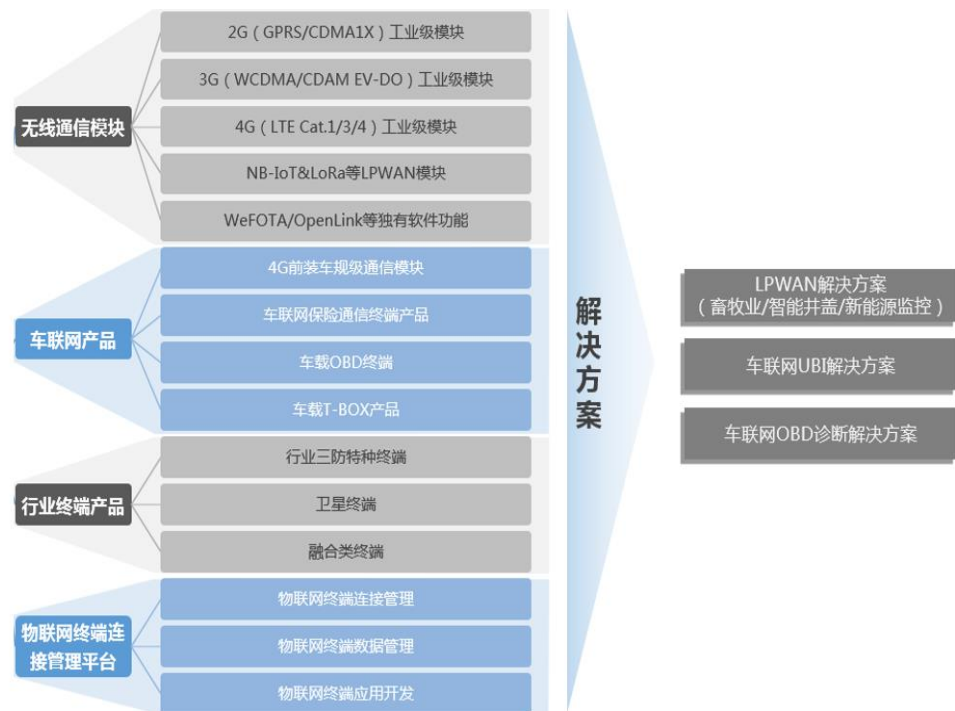 无线通信模块
2G（GPRS/CDMA1X）工业级模块
3G（WCDMA/CDAM EV-DO）工业级模块
4G（LTE Cat.1/3/4）工业级模块
NB-IoT&LoRa等LPWAN模块
WeFOTA/OpenLink等独有软件功能
车联网产品
4G前装车规级通信模块
车联网保险通信终端产品
车载OBD终端
车载T-BOX产品
行业终端产品
行业三防特种终端
卫星终端
融合类终端
物联网终端连
接管理平台
物联网终端连接管理
物联网终端数据管理
物联网终端应用开发
解决方案
LPWAN解决方案
（畜牧业/智能井盖/新能源监控）
车联网UBI解决方案
车联网OBD诊断解决方案